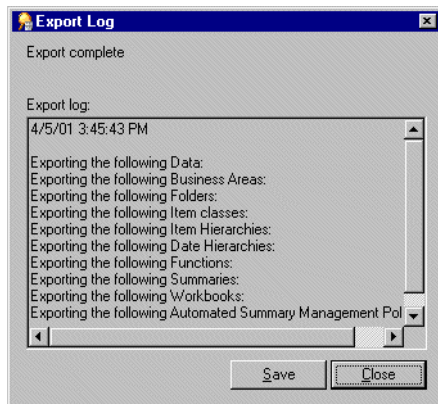 Export Log
Export complete
Export log:
4/5/01 3:45:43 PM
Exporting the following Data:
Exporting the following Business Areas:
Exporting the following Folders:
Exporting the following Item classes:
Exporting the following Item Hierarchies:
Exporting the following Date Hierarchies:
Exporting the following Functions:
Exporting the following Summaries:
Exporting the following Workbooks:
Exporting the following Automated Summary Management Pol
Save Close